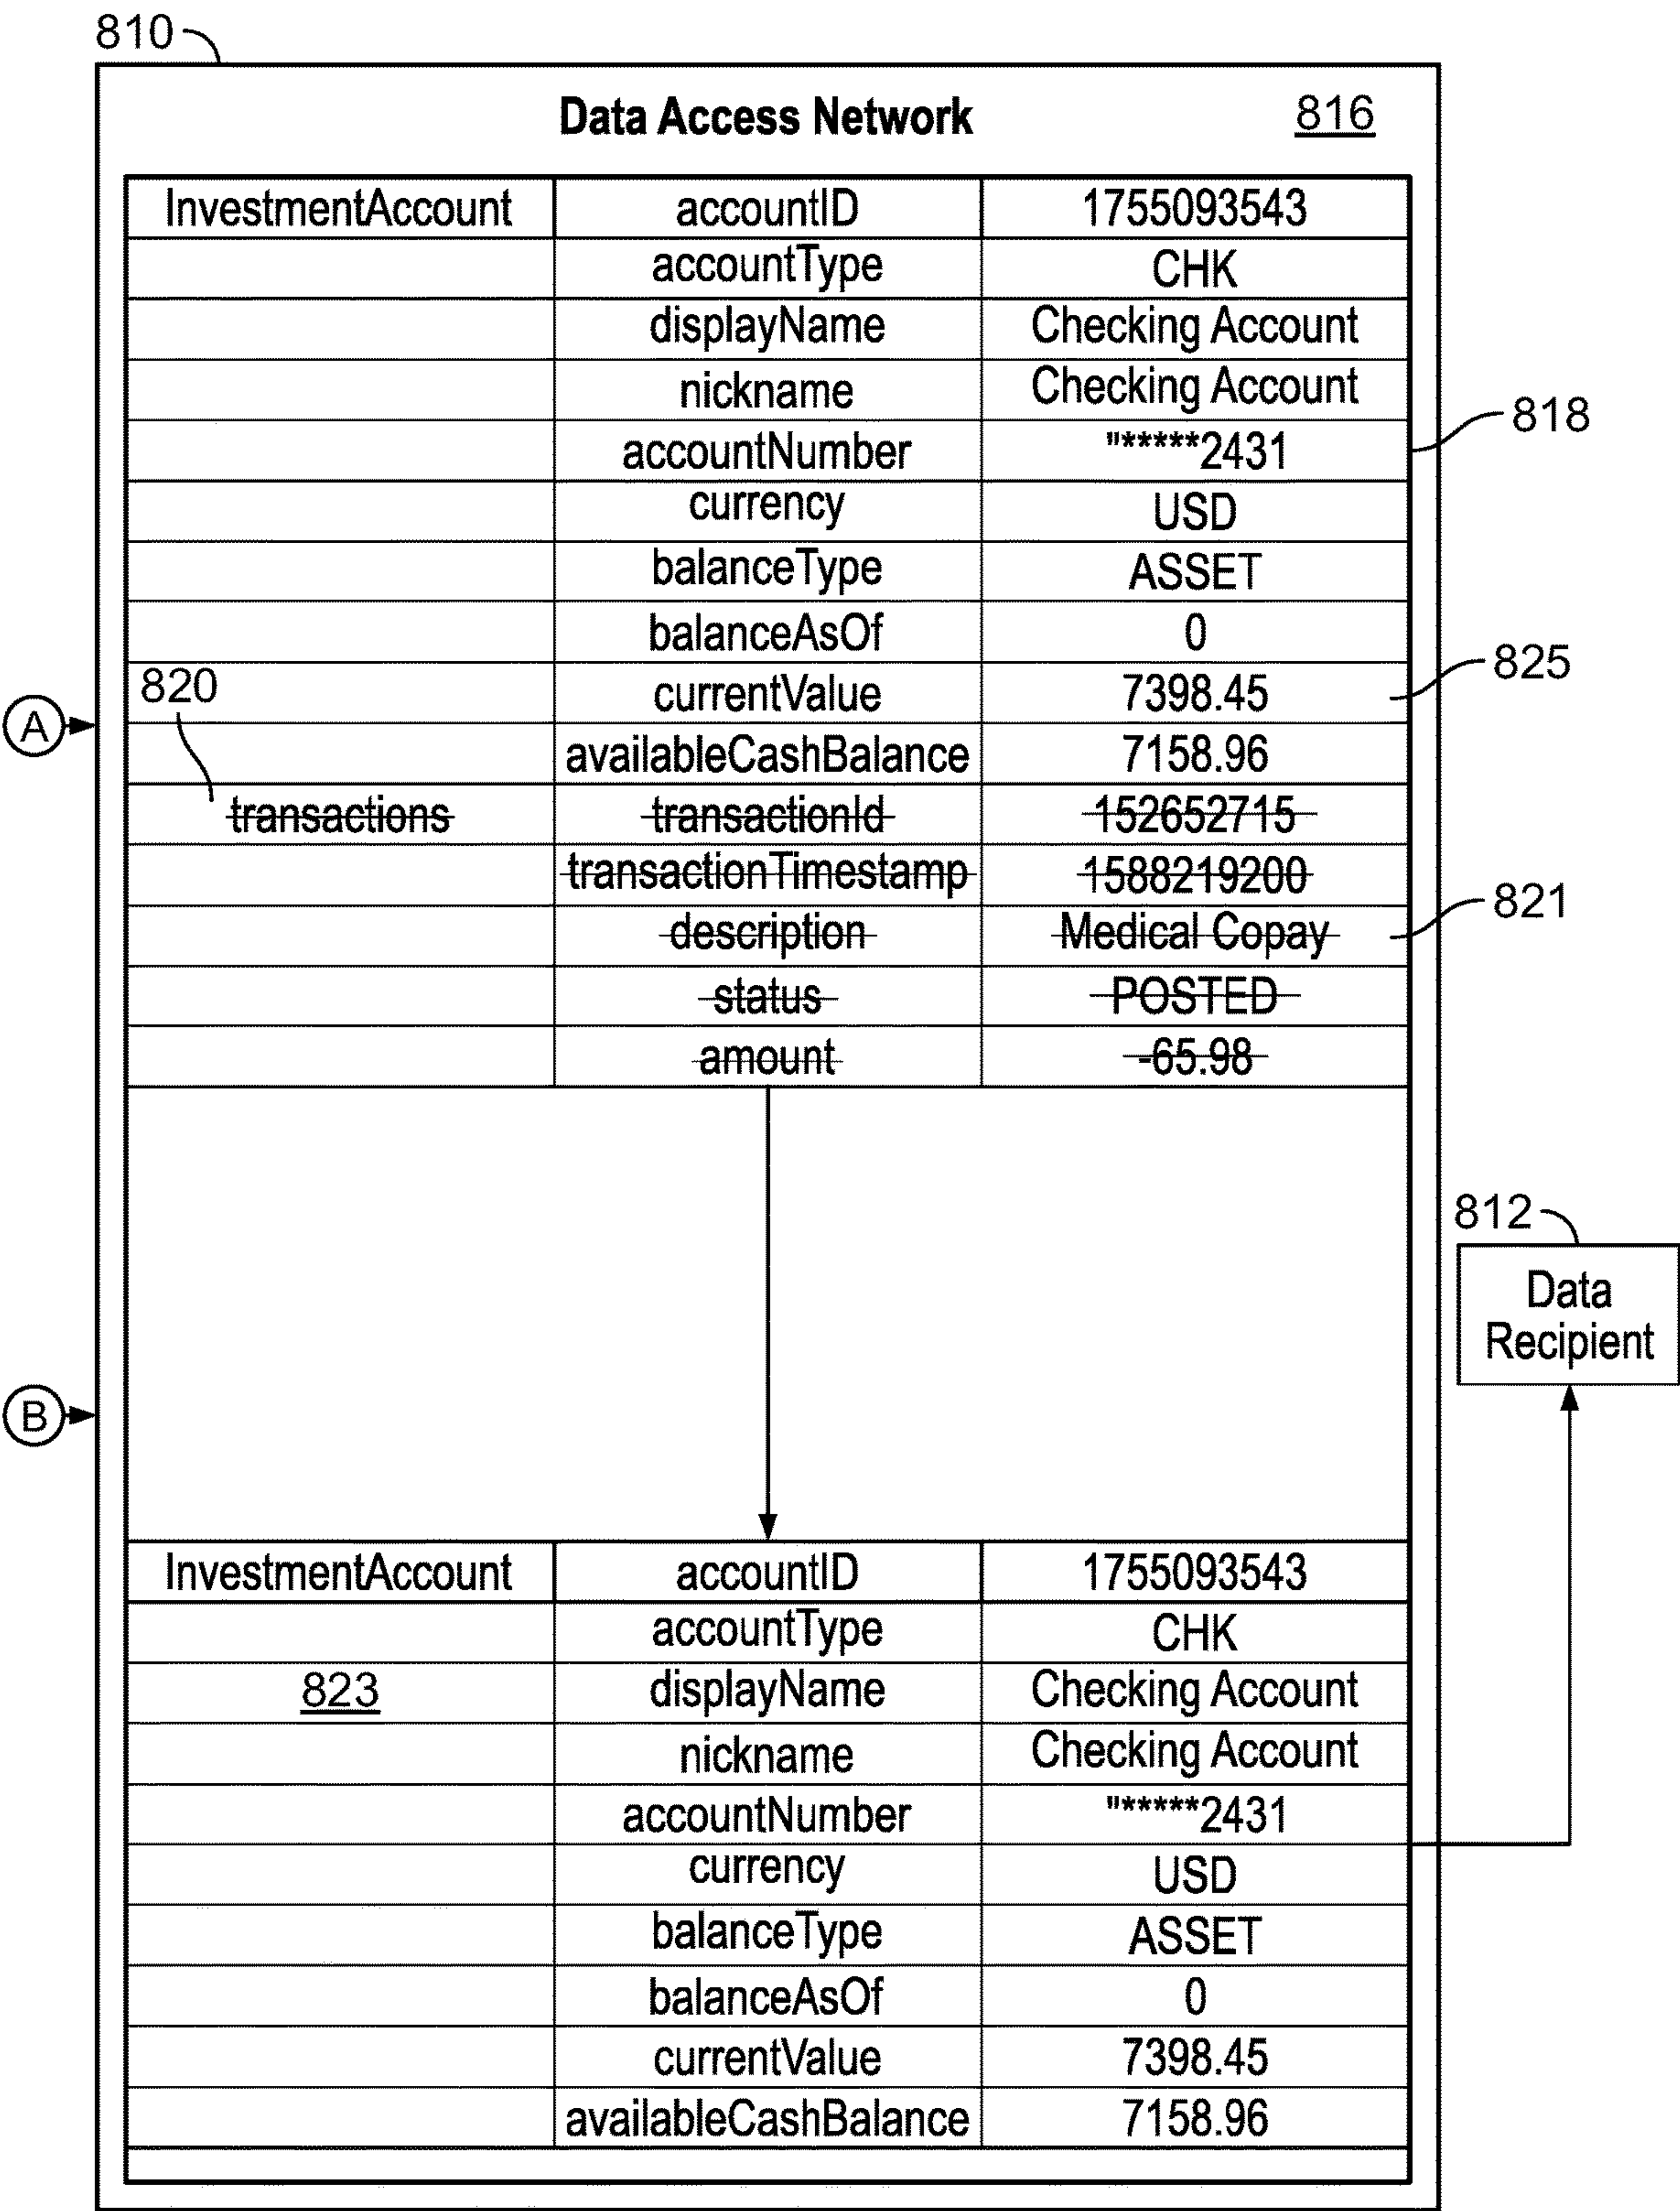 810
Data Access Network 816
InvestmentAccount accountID 1755093543
accountType CHK
displayName Checking Account
nickname Checking Account
818
accountNumber "*****2431
currency USD
balanceType ASSET
balanceAsOf 0
825
820
currentValue 7398.45
A
availableCashBalance 7158.96
transactions transactionId 152652715
transactionTimestamp 1588219200
821
description Medical Copay
status POSTED
amount -65.98
812
Data
Recipient
B
InvestmentAccount accountID 1755093543
accountType CHK
823 displayName Checking Account
nickname Checking Account
accountNumber "*****2431
currency USD
balanceType ASSET
balanceAsOf 0
currentValue 7398.45
availableCashBalance 7158.96